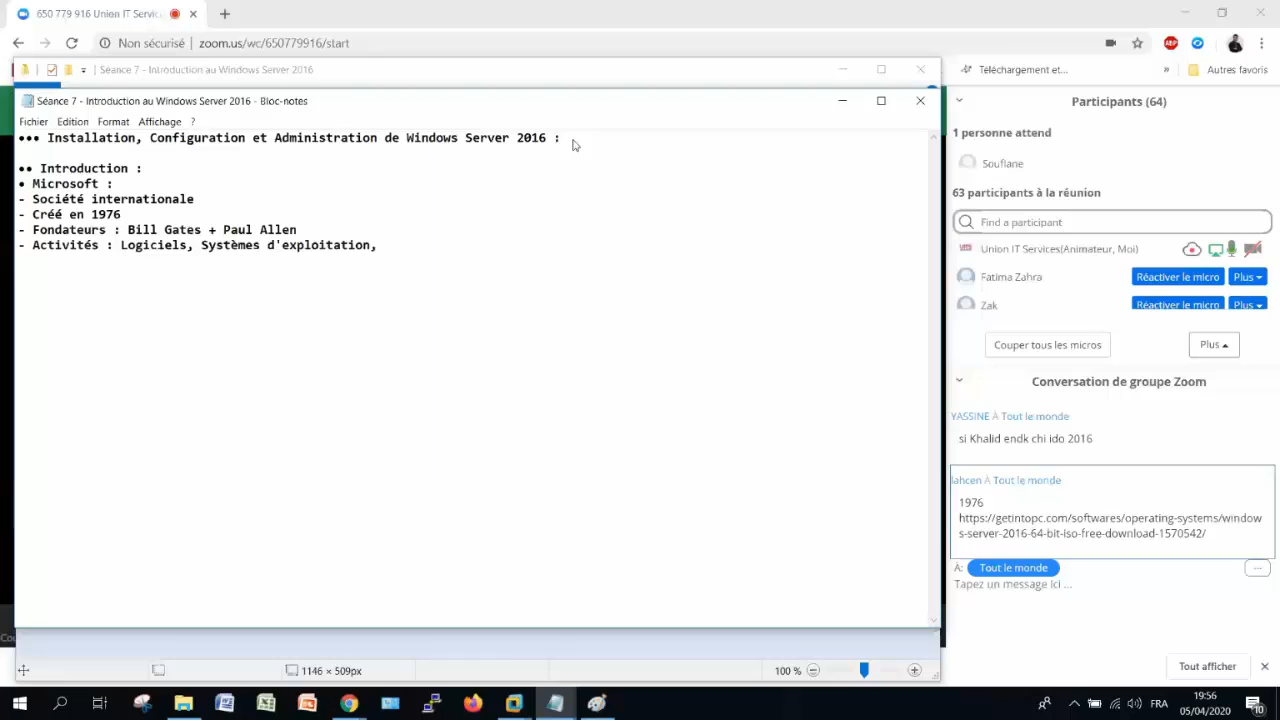 650 779 916 Union IT Servic
Non sécurisé
zoom.us/wc/650779916/start
ABP
Séance 7 - Introduction au Windows Server 2016
Téléchargement et...
»
Autres favoris
Séance 7 - Introduction au Windows Server 2016 - Bloc-notes
Fichier Edition Format Affichage ?
••• Installation, Configuration et Administration de Windows Server 2016 :
•• Introduction :
• Microsoft :
- Société internationale
- Créé en 1976
- Fondateurs : Bill Gates + Paul Allen
- Activités : Logiciels, Systèmes d'exploitation,
Participants (64)
1 personne attend
Souflane
63 participants à la réunion
Find a participant
Union IT Services(Animateur, Moi)
Fatima Zahra Réactiver le micro Plus
Zak Réactiver le micro Plus
Couper tous les micros Plus
Conversation de groupe Zoom
YASSINE À Tout le monde
si Khalid endk chi ido 2016
lahcen À Tout le monde
1976
https://getintopc.com/softwares/operating-systems/window
s-server-2016-64-bit-iso-free-download-1570542/
À: Tout le monde ...
Tapez un message ici ...
Tout afficher
1146 × 509px
100 %
FRA
19:56
05/04/2020
10